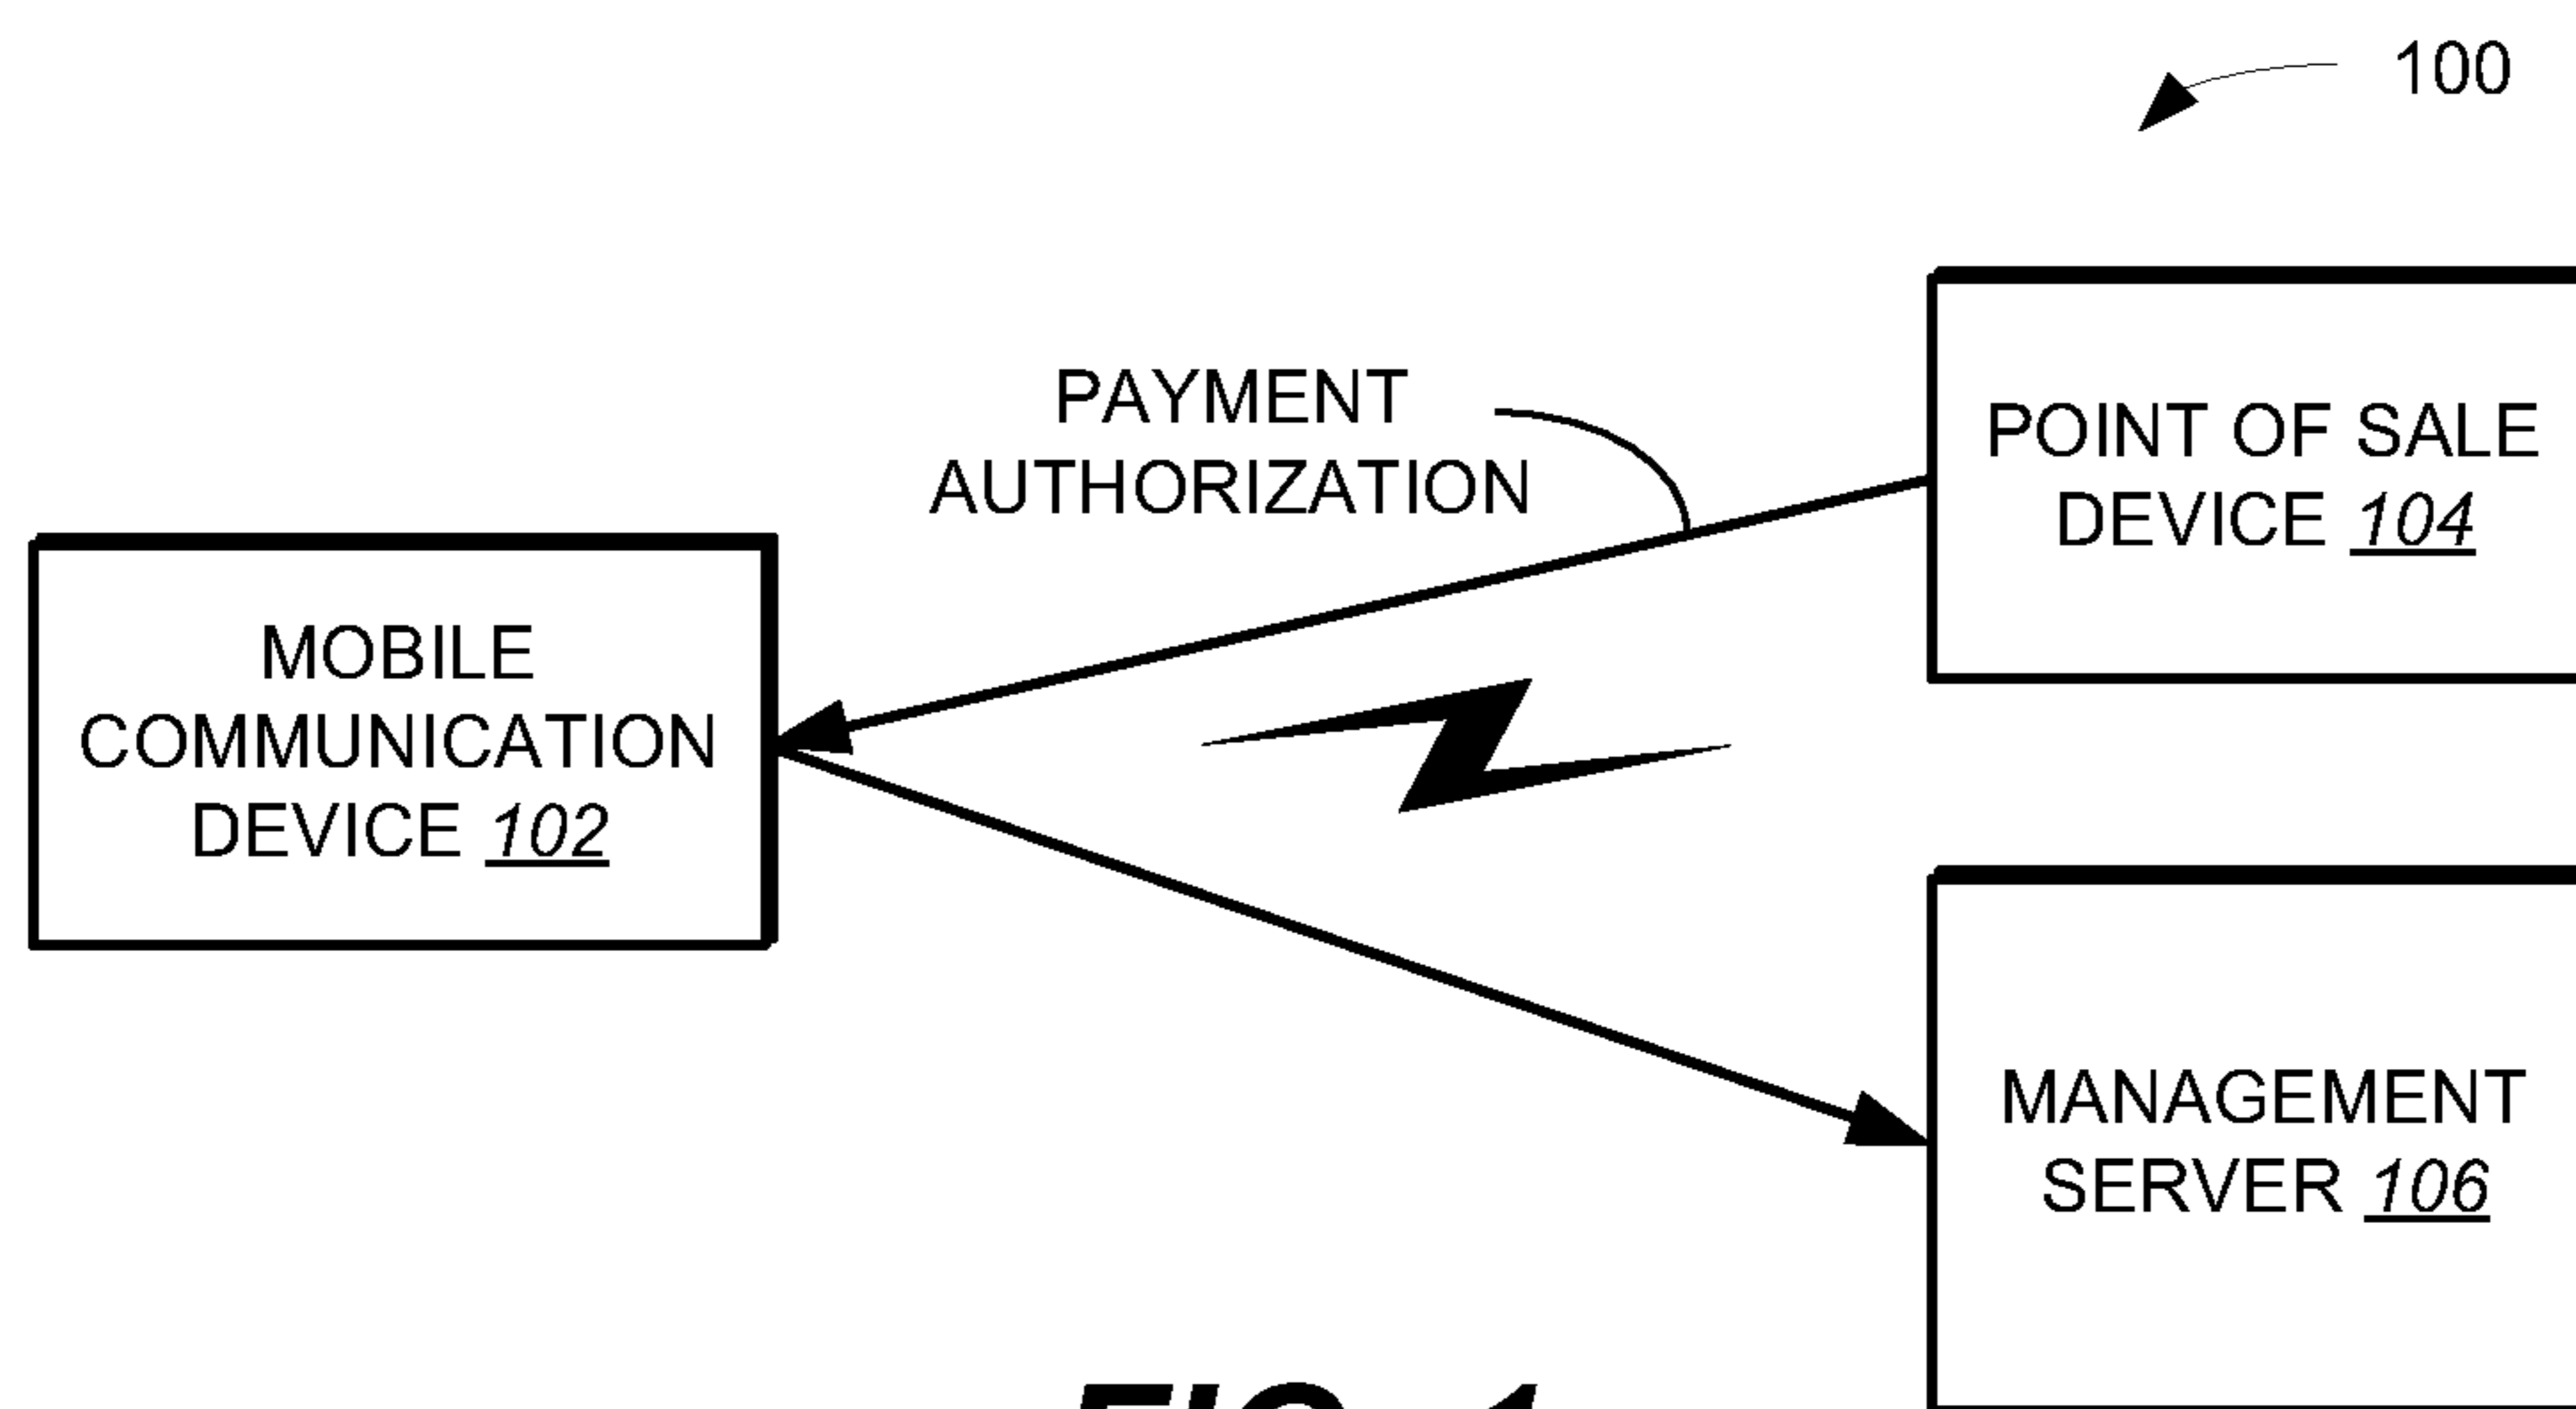 100
PAYMENT
AUTHORIZATION
POINT OF SALE
DEVICE 104
MOBILE
COMMUNICATION
DEVICE 102
MANAGEMENT
SERVER 106